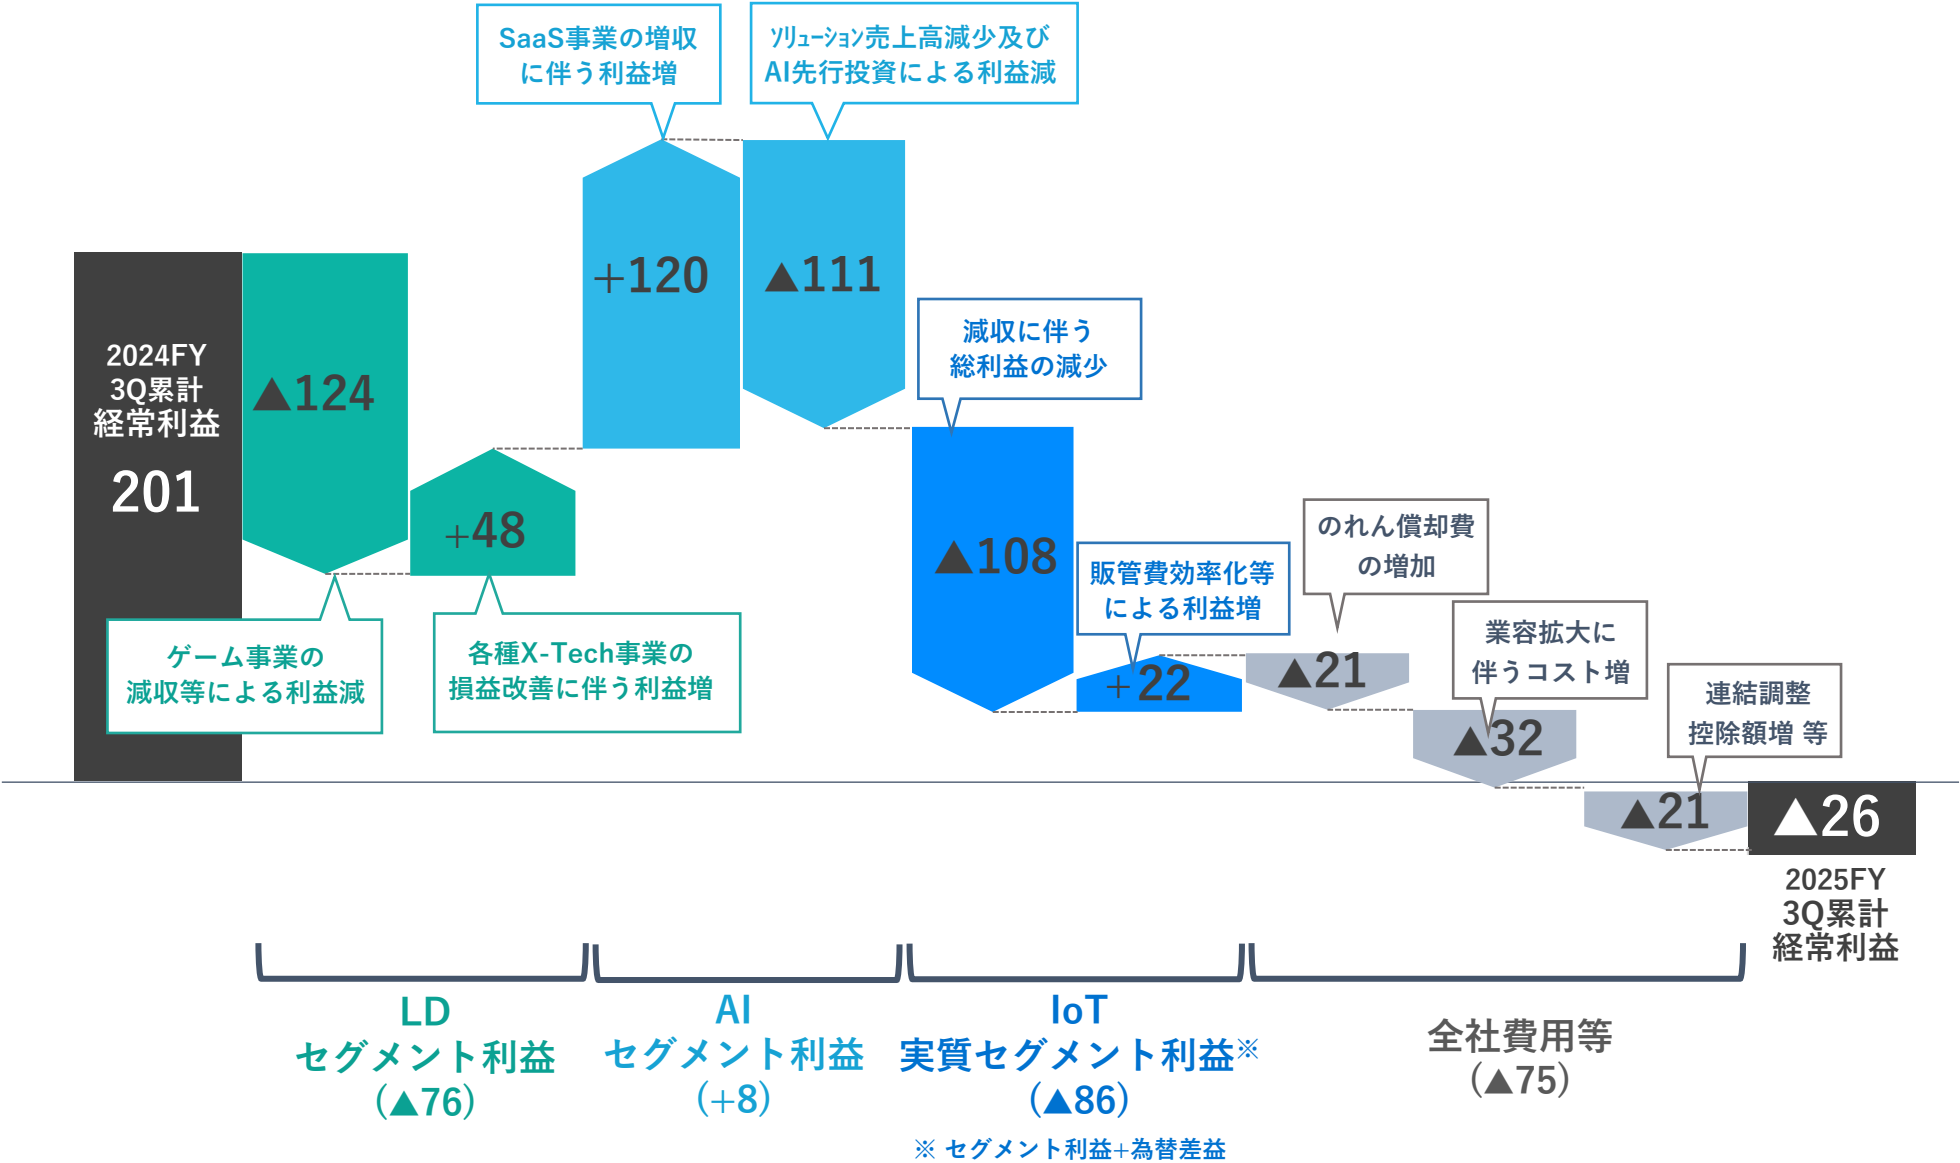 SaaS事業の増収
に伴う利益増
ｿﾘｭｰｼｮﾝ売上高減少及び
AI先行投資による利益減
2024FY
3Q累計
経常利益
201
▲124
+48
+120
▲111
ゲーム事業の
減収等による利益減
各種X-Tech事業の
損益改善に伴う利益増
減収に伴う
総利益の減少
▲108
販管費効率化等
による利益増
+22
のれん償却費
の増加
▲21
業容拡大に
伴うコスト増
▲32
連結調整
控除額増 等
▲21
▲26
2025FY
3Q累計
経常利益
LD
セグメント利益
(▲76)
AI
セグメント利益
(+8)
IoT
実質セグメント利益※
(▲86)
※ セグメント利益+為替差益
全社費用等
(▲75)